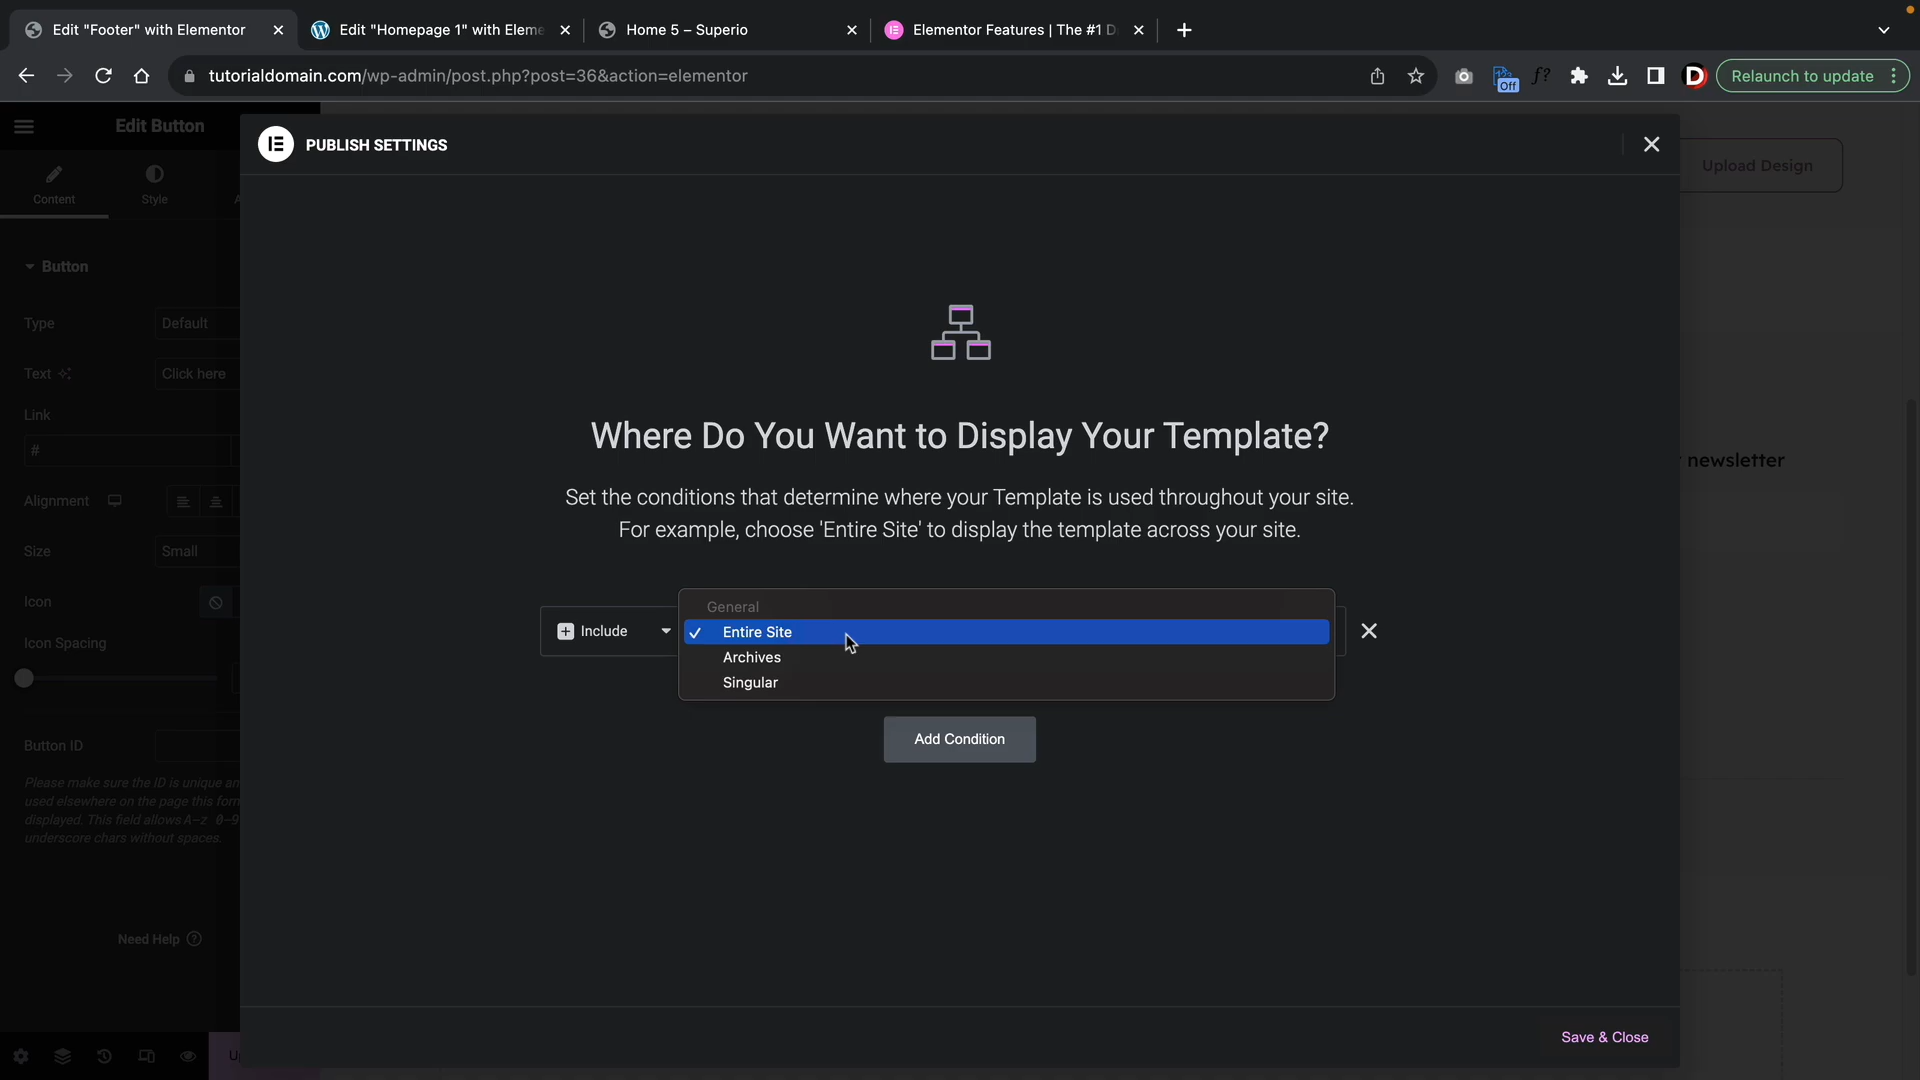 Edit "Footer" with Elementor
Edit "Homepage 1" with Eleme
Home 5 – Superio
Elementor Features | The #1 D
tutorialdomain.com/wp-admin/post.php?post=36&action=elementor
Off
f?
D
Relaunch to update
Edit Button
PUBLISH SETTINGS
Upload Design
Content
Style
Button
Type
Default
Text
Click here
Link
#
Alignment
Size
Small
Icon
Icon Spacing
Button ID
Please make sure the ID is unique an
used elsewhere on the page this form
displayed. This field allows A-z 0-9
underscore chars without spaces.
Need Help
Where Do You Want to Display Your Template?
Set the conditions that determine where your Template is used throughout your site.
For example, choose 'Entire Site' to display the template across your site.
newsletter
Include
General
Entire Site
Archives
Singular
Add Condition
Save & Close